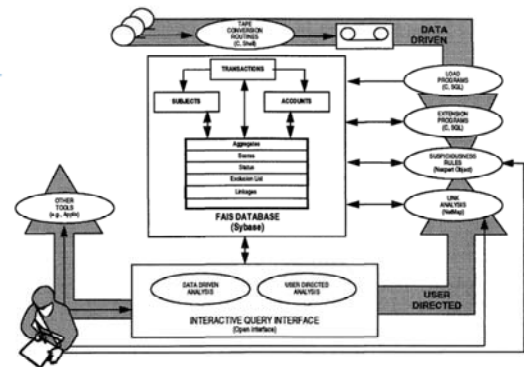 TAPE
CONVERSION
ROUTINES
(C, Shell)
DATA
DRIVEN
TRANSACTIONS
SUBJECTS
ACCOUNTS
Aggregates
Scores
Status
Exclusion List
Linkages
FAIS DATABASE
(Sybase)
LOAD
PROGRAMS
(C, SQL)
EXTENSION
PROGRAMS
(C, SQL)
SUSPICIOUSNESS
RULES
(Nexpert Object)
LINK
ANALYSIS
(NetMap)
OTHER
TOOLS
(e.g., Apple)
DATA DRIVEN
ANALYSIS
USER DIRECTED
ANALYSIS
INTERACTIVE QUERY INTERFACE
(Open Interface)
USER
DIRECTED